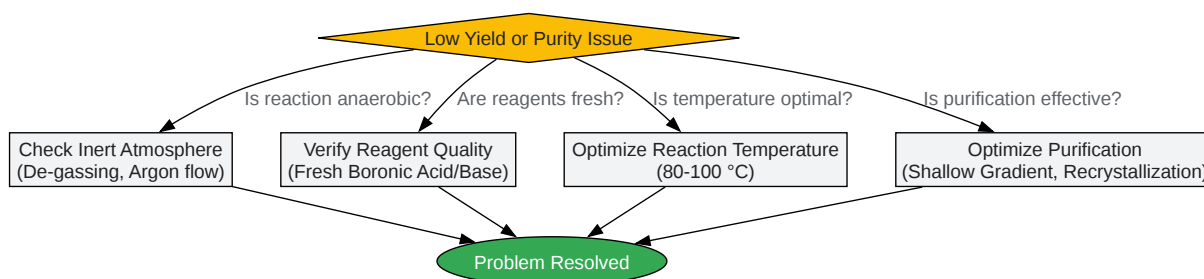 Low Yield or Purity Issue
Is reaction anaerobic?
Are reagents fresh?
Is temperature optimal?
Is purification effective?
Check Inert Atmosphere
(De-gassing, Argon flow)
Verify Reagent Quality
(Fresh Boronic Acid/Base)
Optimize Reaction Temperature
(80-100 °C)
Optimize Purification
(Shallow Gradient, Recrystallization)
Problem Resolved